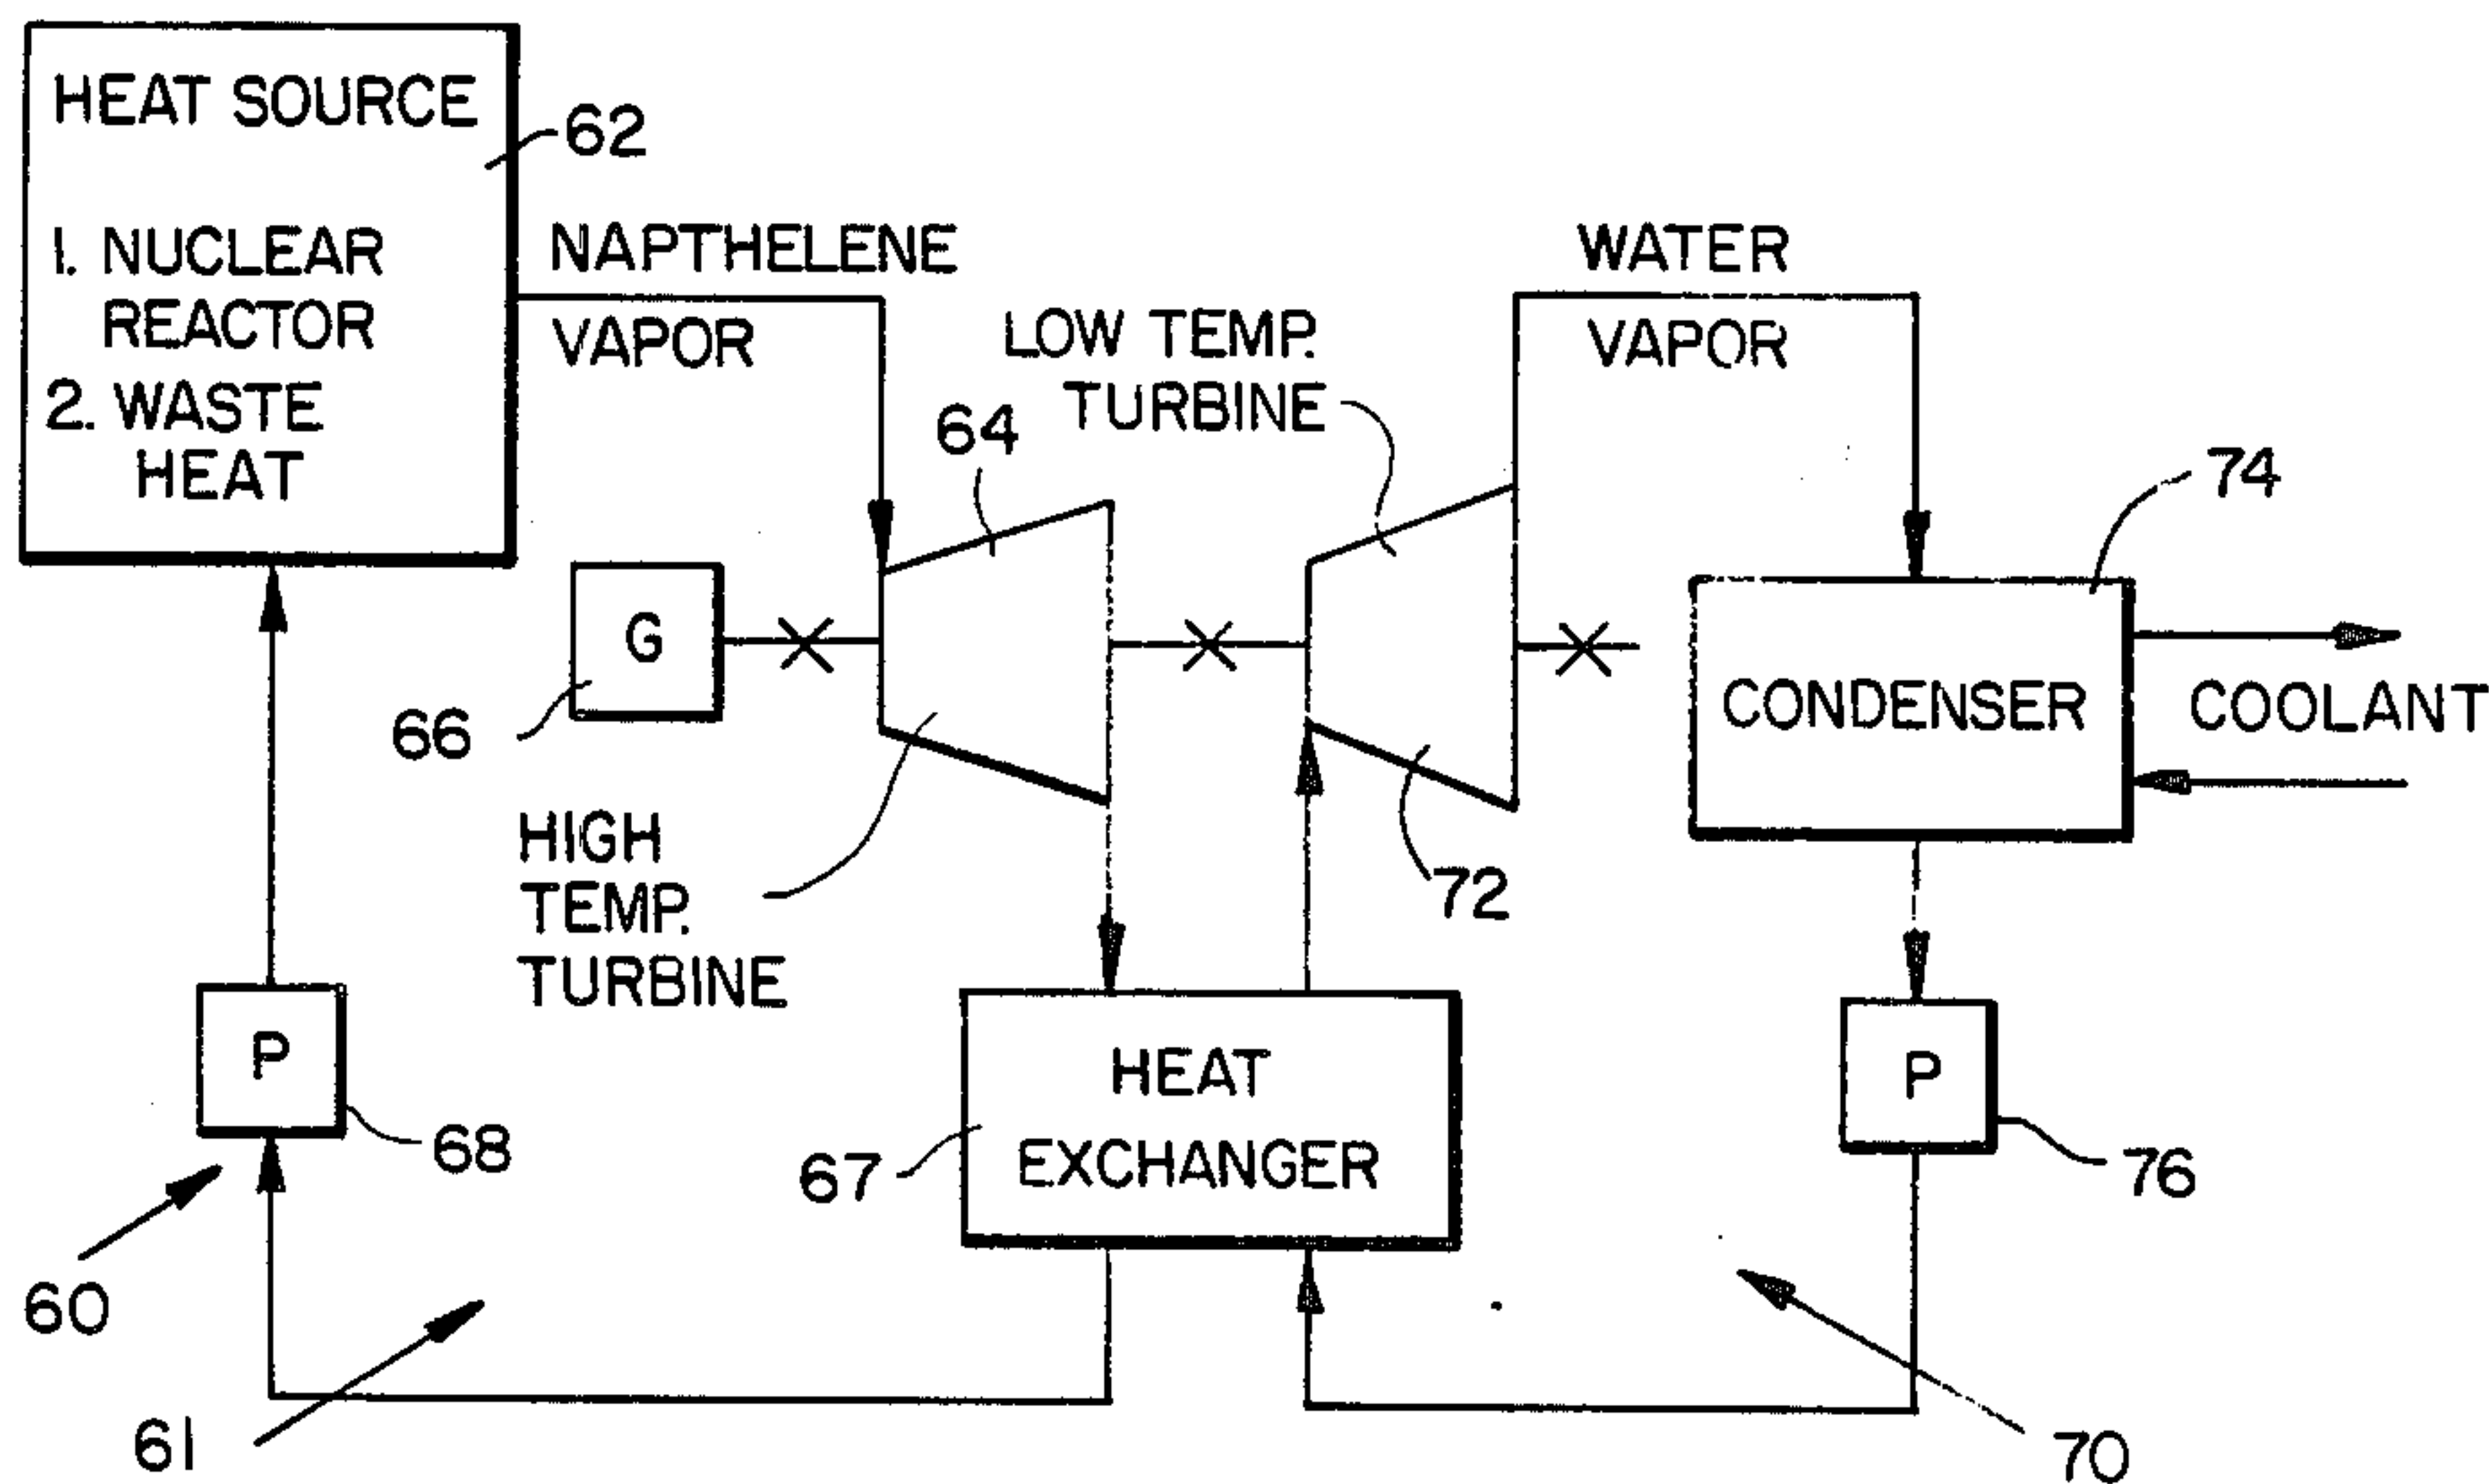 HEAT SOURCE
62
1. NUCLEAR
REACTOR
2. WASTE
HEAT
NAPTHELENE
VAPOR
WATER
VAPOR
LOW TEMP.
TURBINE
64
74
G
66
CONDENSER
COOLANT
HIGH
TEMP.
TURBINE
72
P
68
HEAT
EXCHANGER
67
P
76
60
61
70